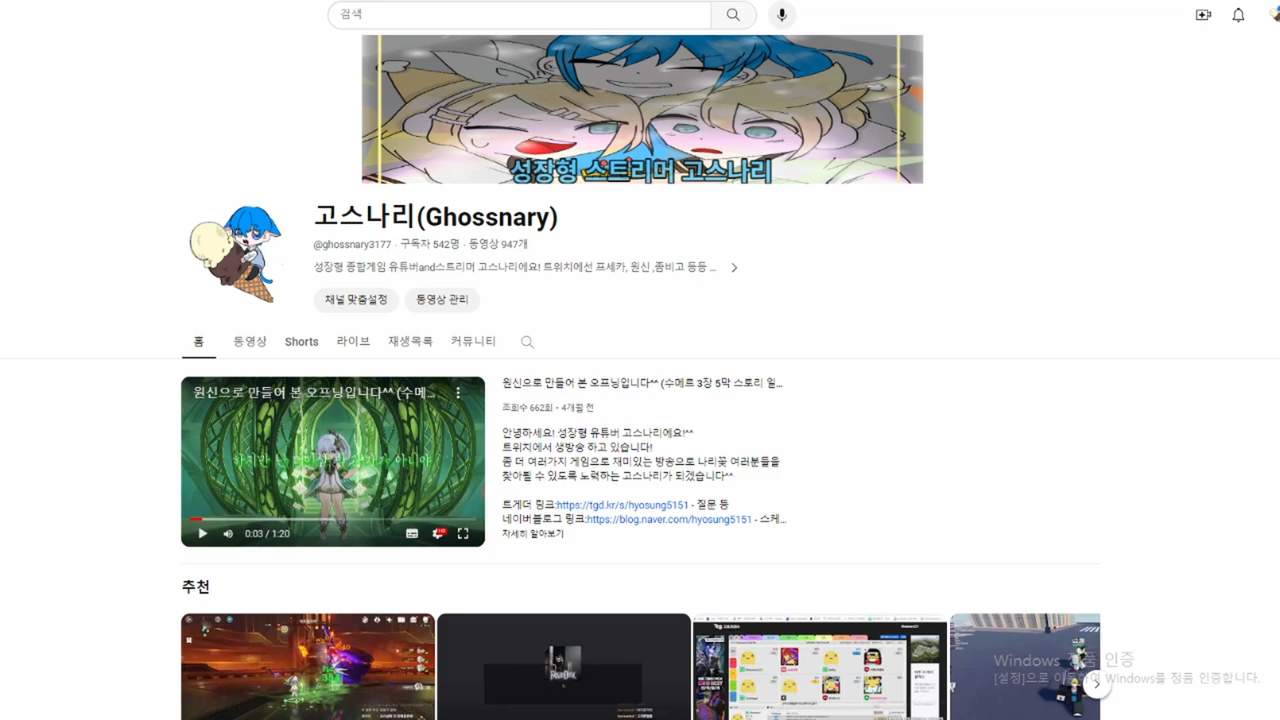 검색
성장형 스트리머 고스나리
고스나리(Ghossnary)
@ghossnary3177 · 구독자 542명 · 동영상 947개
성장형 종합게임 유튜버and스트리머 고스나리에요! 트위치에선 프세카, 원신 ,좀비고 등등 ...
채널 맞춤설정
동영상 관리
홈
동영상
Shorts
라이브
재생목록
커뮤니티
원신으로 만들어 본 오프닝입니다^^ (수메...
0:03 / 1:20
원신으로 만들어 본 오프닝입니다^^ (수메르 3장 5막 스토리 일...
조회수 662회 • 4개월 전
안녕하세요! 성장형 유튜버 고스나리에요!^^
트위치에서 생방송 하고 있습니다!
좀 더 여러가지 게임으로 재미있는 방송으로 나리꽃 여러분들을
찾아뵐 수 있도록 노력하는 고스나리가 되겠습니다^^
트게더 링크:https://tgd.kr/s/hyosung5151 - 질문 등
네이버블로그 링크:https://blog.naver.com/hyosung5151 - 스케...
자세히 알아보기
추천
Windows 정품 인증
[설정]으로 이동하여 Windows를 정품 인증합니다.